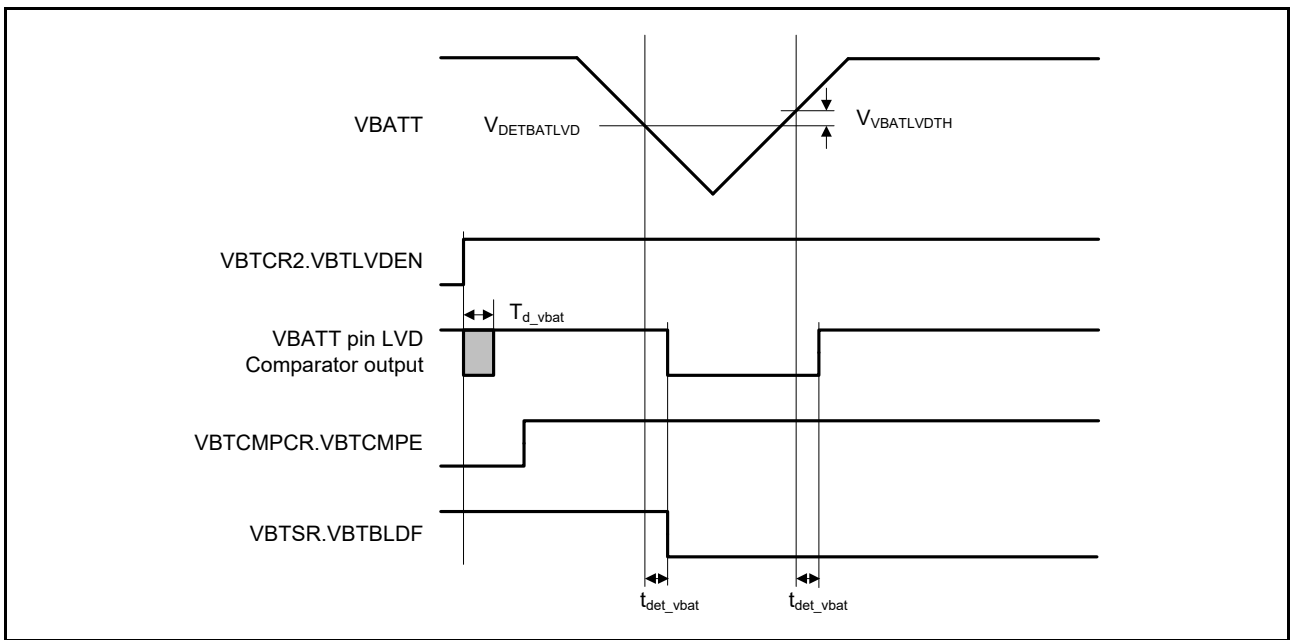 VBATT
VDETBATLVD
VVBATLVDTH
VBTCR2.VBTLVDEN
Td_vbat
VBATT pin LVD
Comparator output
VBTCMPCR.VBTCMPE
VBTSR.VBTBLDF
tdet_vbat
tdet_vbat